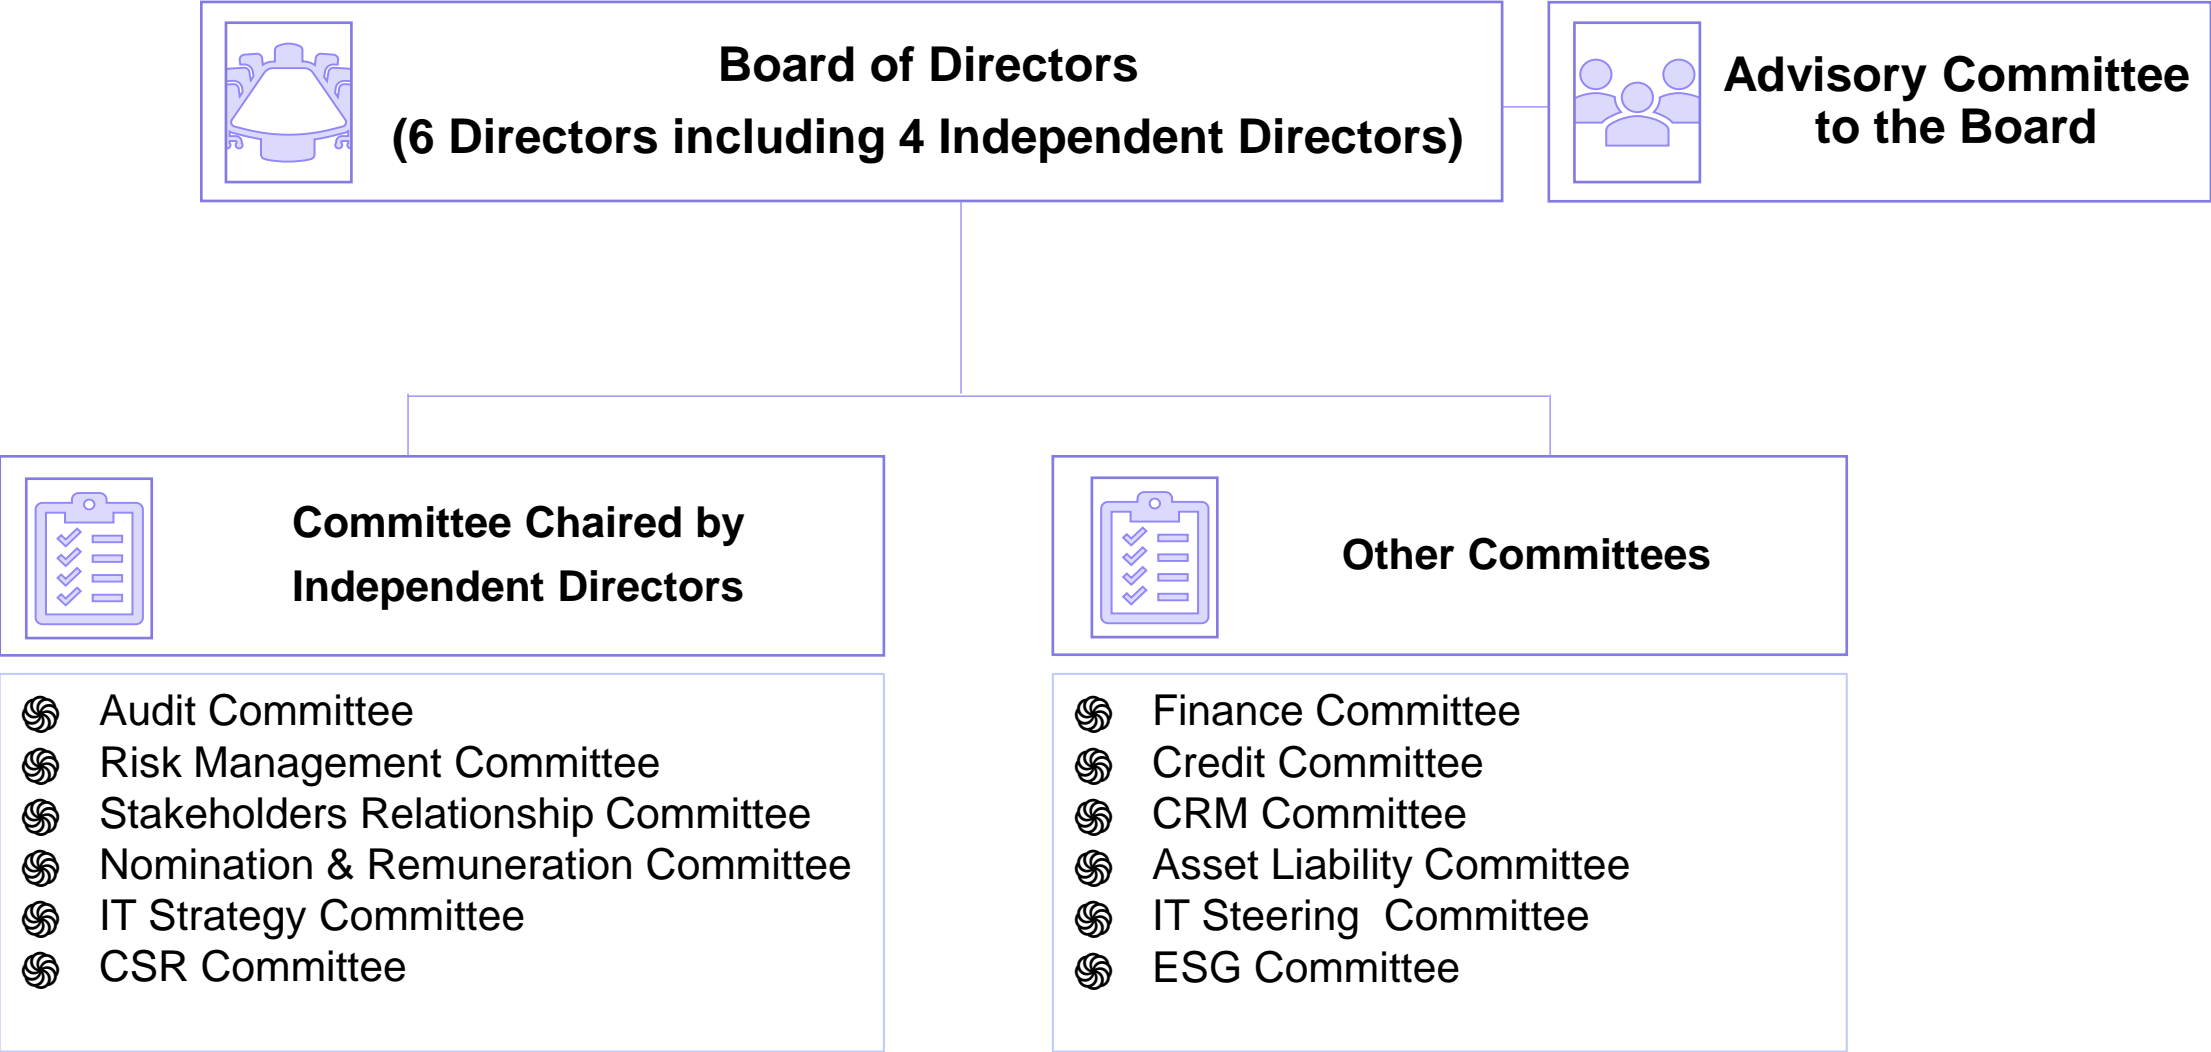 Board of Directors
(6 Directors including 4 Independent Directors)
Advisory Committee
to the Board
Committee Chaired by
Independent Directors
Audit Committee
Risk Management Committee
Stakeholders Relationship Committee
Nomination & Remuneration Committee
IT Strategy Committee
CSR Committee
Other Committees
Finance Committee
Credit Committee
CRM Committee
Asset Liability Committee
IT Steering  Committee
ESG Committee